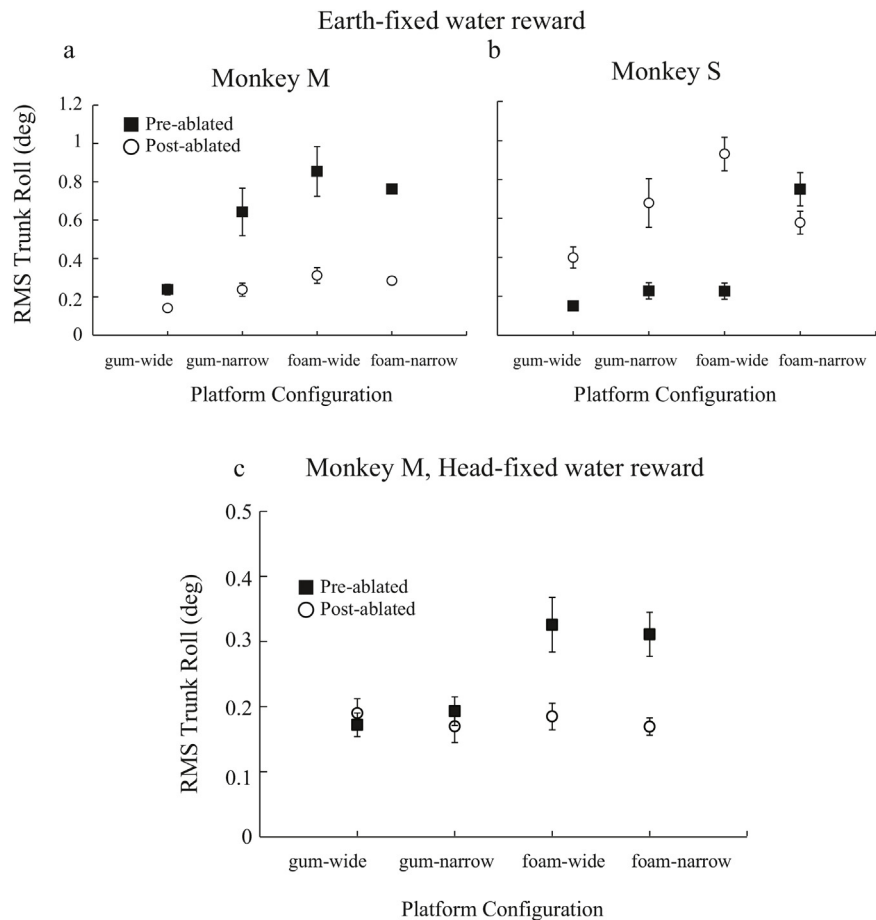 Earth-fixed water reward
a
Monkey M
b
Monkey S
RMS Trunk Roll (deg)
1.2
1
0.8
0.6
0.4
0.2
0
Pre-ablated
Post-ablated
gum-wide gum-narrow foam-wide foam-narrow
Platform Configuration
gum-wide gum-narrow foam-wide foam-narrow
Platform Configuration
c Monkey M, Head-fixed water reward
RMS Trunk Roll (deg)
0.5
0.4
0.3
0.2
0.1
0
Pre-ablated
Post-ablated
gum-wide gum-narrow foam-wide foam-narrow
Platform Configuration